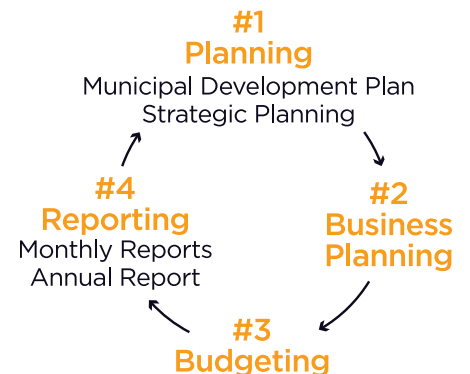 #1
Planning
Municipal Development Plan
Strategic Planning
#2
Business
Planning
#3
Budgeting
#4
Reporting
Monthly Reports
Annual Report